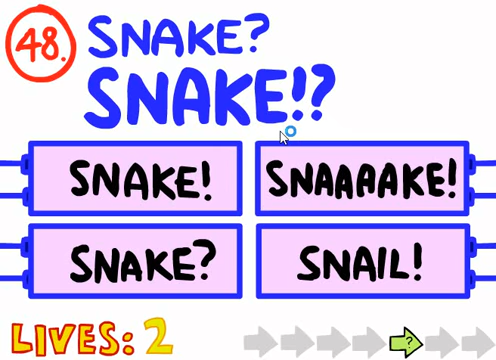 48.
SNAKE?
SNAKE!?
SNAKE!
SNAAAAKE!
SNAKE?
SNAIL!
LIVES: 2
?